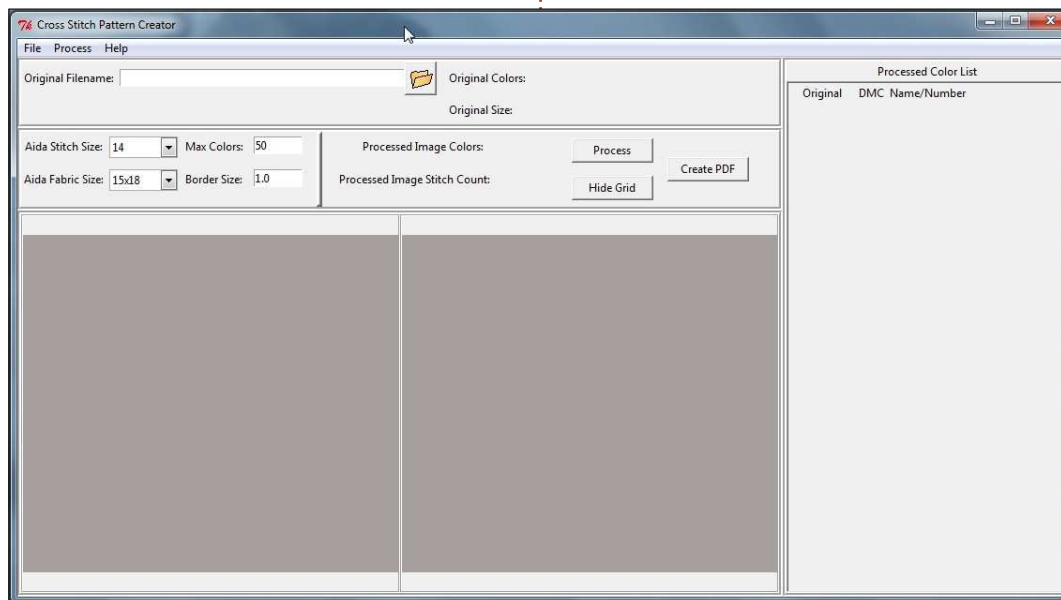 Cross Stitch Pattern Creator
File Process Help
Original Filename:
Original Colors:
Original Size:
Aida Stitch Size: 14 Max Colors: 50
Aida Fabric Size: 15x18 Border Size: 1.0
Processed Image Colors:
Processed Image Stitch Count:
Process
Hide Grid
Create PDF
Processed Color List
Original DMC Name/Number